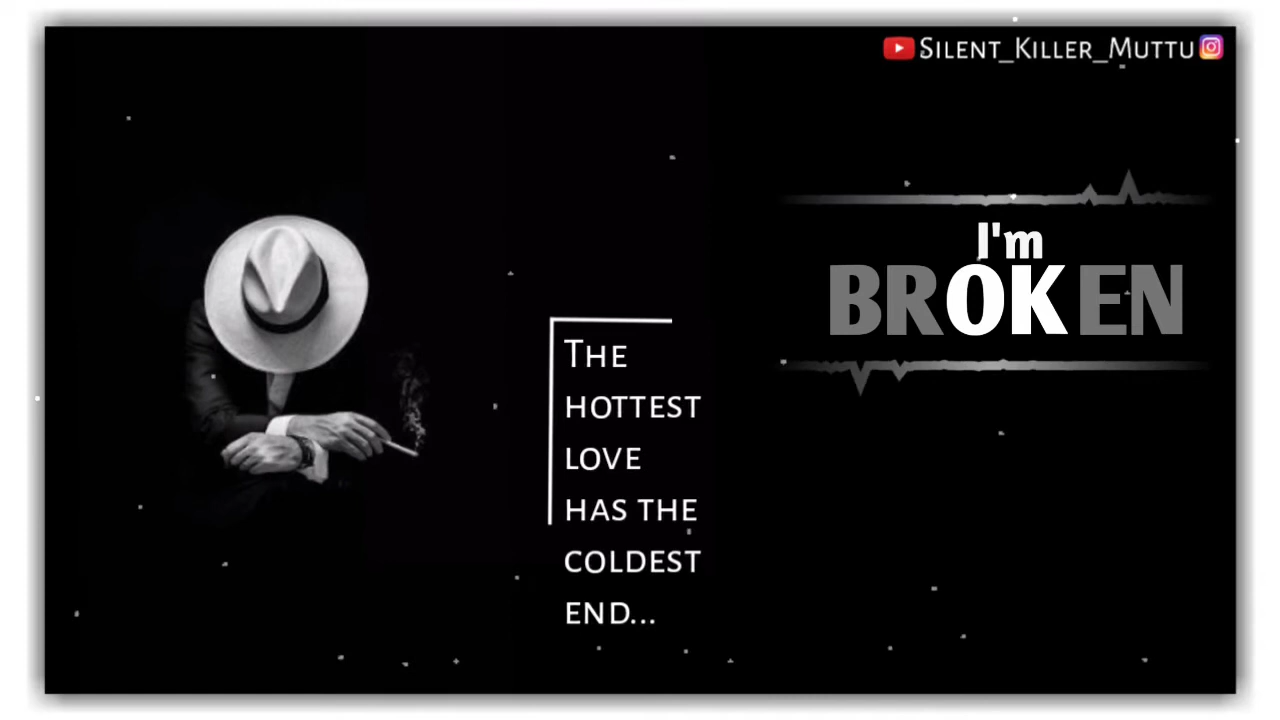 Silent_Killer_Muttu
I'm
BROKEN
The
hottest
love
has the
coldest
end...